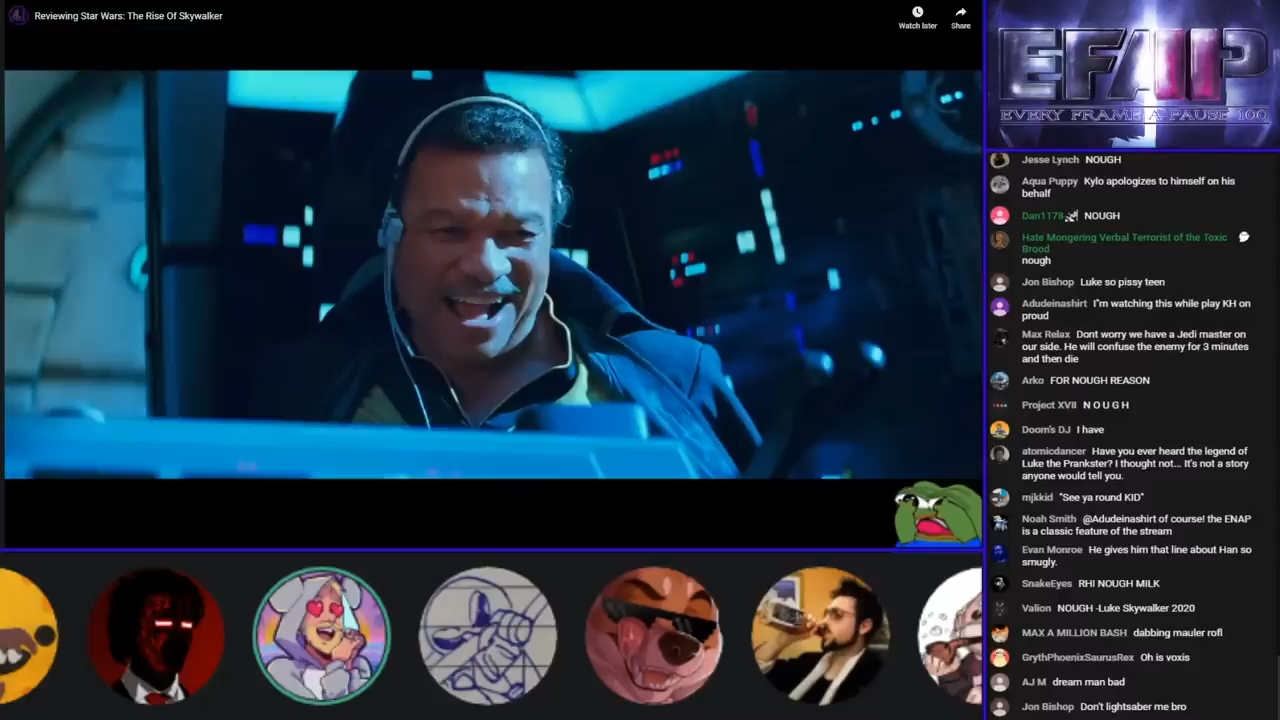 Reviewing Star Wars: The Rise Of Skywalker
Watch later
Share
EFAP
EVERY FRAME A PAUSE 100
Jesse Lynch NOUGH
Aqua Puppy Kylo apologizes to himself on his
behalf
Dan1178 NOUGH
Hate Mongering Verbal Terrorist of the Toxic
Brood
nough
Jon Bishop Luke so pissy teen
Adudeinashirt I"m watching this while play KH on
proud
Max Relax Dont worry we have a Jedi master on
our side. He will confuse the enemy for 3 minutes
and then die
Arko FOR NOUGH REASON
Project XVII N O U G H
Doom's DJ I have
atomicdancer Have you ever heard the legend of
Luke the Prankster? I thought not... It's not a story
anyone would tell you.
mjkkid "See ya round KID"
Noah Smith @Adudeinashirt of course! the ENAP
is a classic feature of the stream
Evan Monroe He gives him that line about Han so
smugly.
SnakeEyes RHI NOUGH MILK
Valion NOUGH -Luke Skywalker 2020
MAX A MILLION BASH dabbing mauler rofl
GrythPhoenixSaurusRex Oh is voxis
AJ M dream man bad
Jon Bishop Don't lightsaber me bro